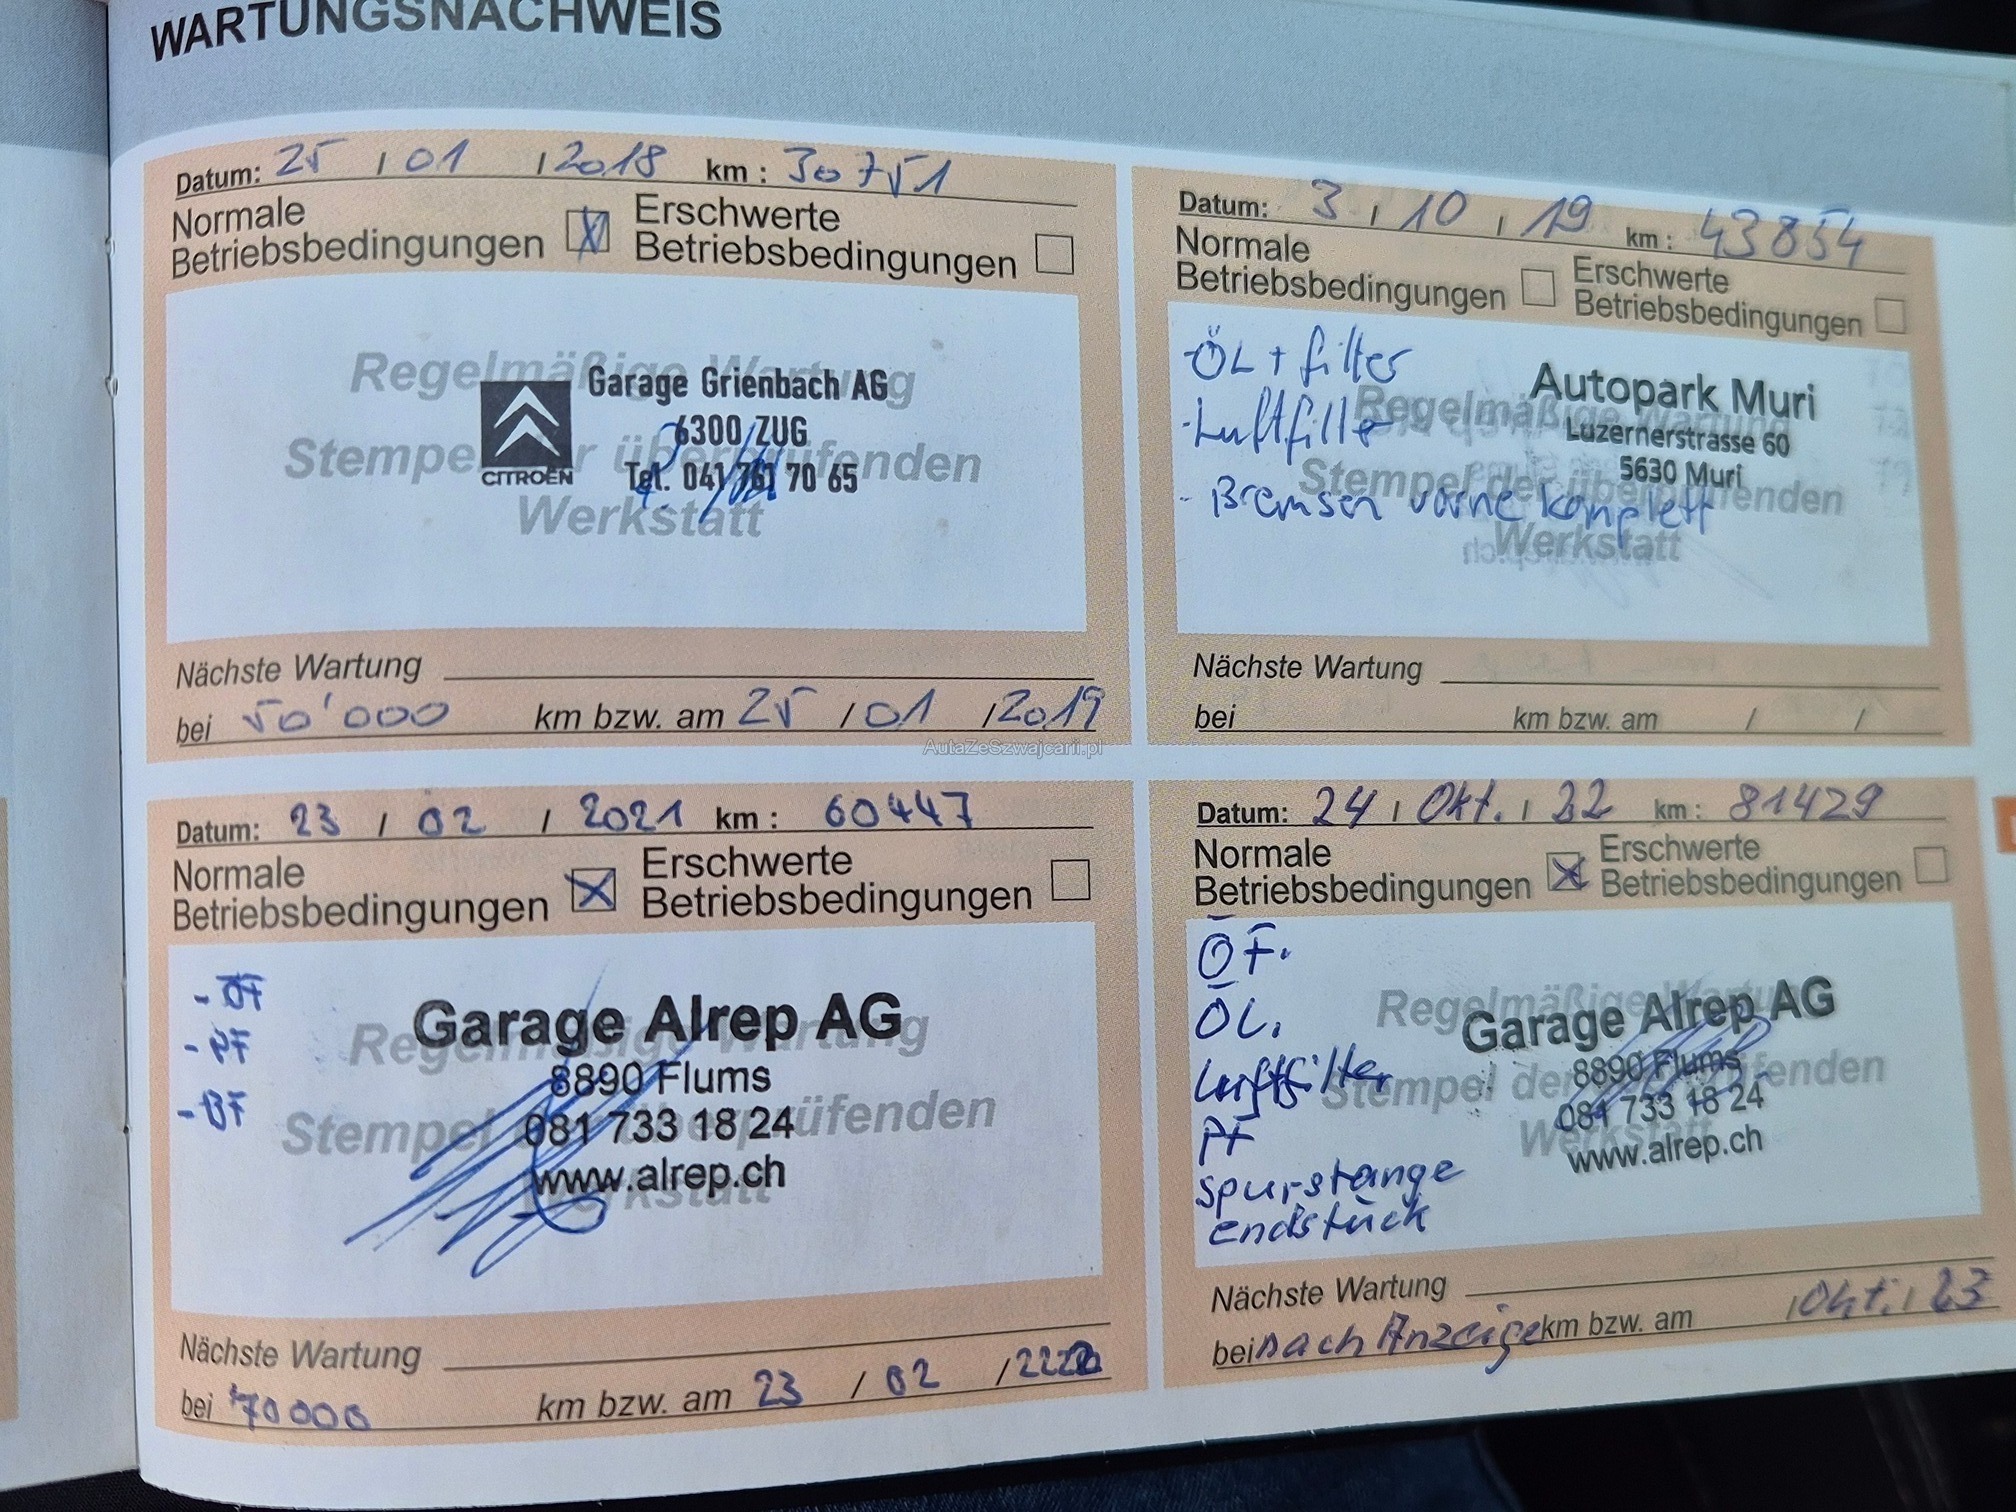 WARTUNGSNACHWEIS
Datum: 25 / 01 / 2018 km : 30751
Normale
Betriebsbedingungen
Erschwerte
Betriebsbedingungen
Regelmäßige Wartung
Stempel der überprüfenden
Werkstatt
CITROËN
Garage Grienbach AG
6300 ZUG
Tel. 041 761 70 65
Nächste Wartung
bei 50'000 km bzw. am 25 / 01 / 2019
Datum: 3 / 10 / 19 km : 43854
Normale
Betriebsbedingungen
Erschwerte
Betriebsbedingungen
- ÖL + filter
- Luftfilter
- Bremsen vorne komplett
Regelmäßige Wartung
Stempel der überprüfenden
Werkstatt
Autopark Muri
Luzernerstrasse 60
5630 Muri
Nächste Wartung
bei km bzw. am / /
AutaZeSzwajcarii.pl
Datum: 23 / 02 / 2021 km : 60447
Normale
Betriebsbedingungen
Erschwerte
Betriebsbedingungen
- ÖF
- PF
- BF
Regelmäßige Wartung
Stempel der überprüfenden
Werkstatt
Garage Alrep AG
8890 Flums
081 733 18 24
www.alrep.ch
Nächste Wartung
bei 70000 km bzw. am 23 / 02 /
Datum: 24 / Okt. / 22 km : 81429
Normale
Betriebsbedingungen
Erschwerte
Betriebsbedingungen
ÖF.
ÖL.
Luftfilter
PF
Spurstange
endstück
Regelmäßige Wartung
Stempel der überprüfenden
Werkstatt
Garage Alrep AG
8890 Flums
081 733 18 24
www.alrep.ch
Nächste Wartung
bei nach Anzeige km bzw. am / Okt. / 23